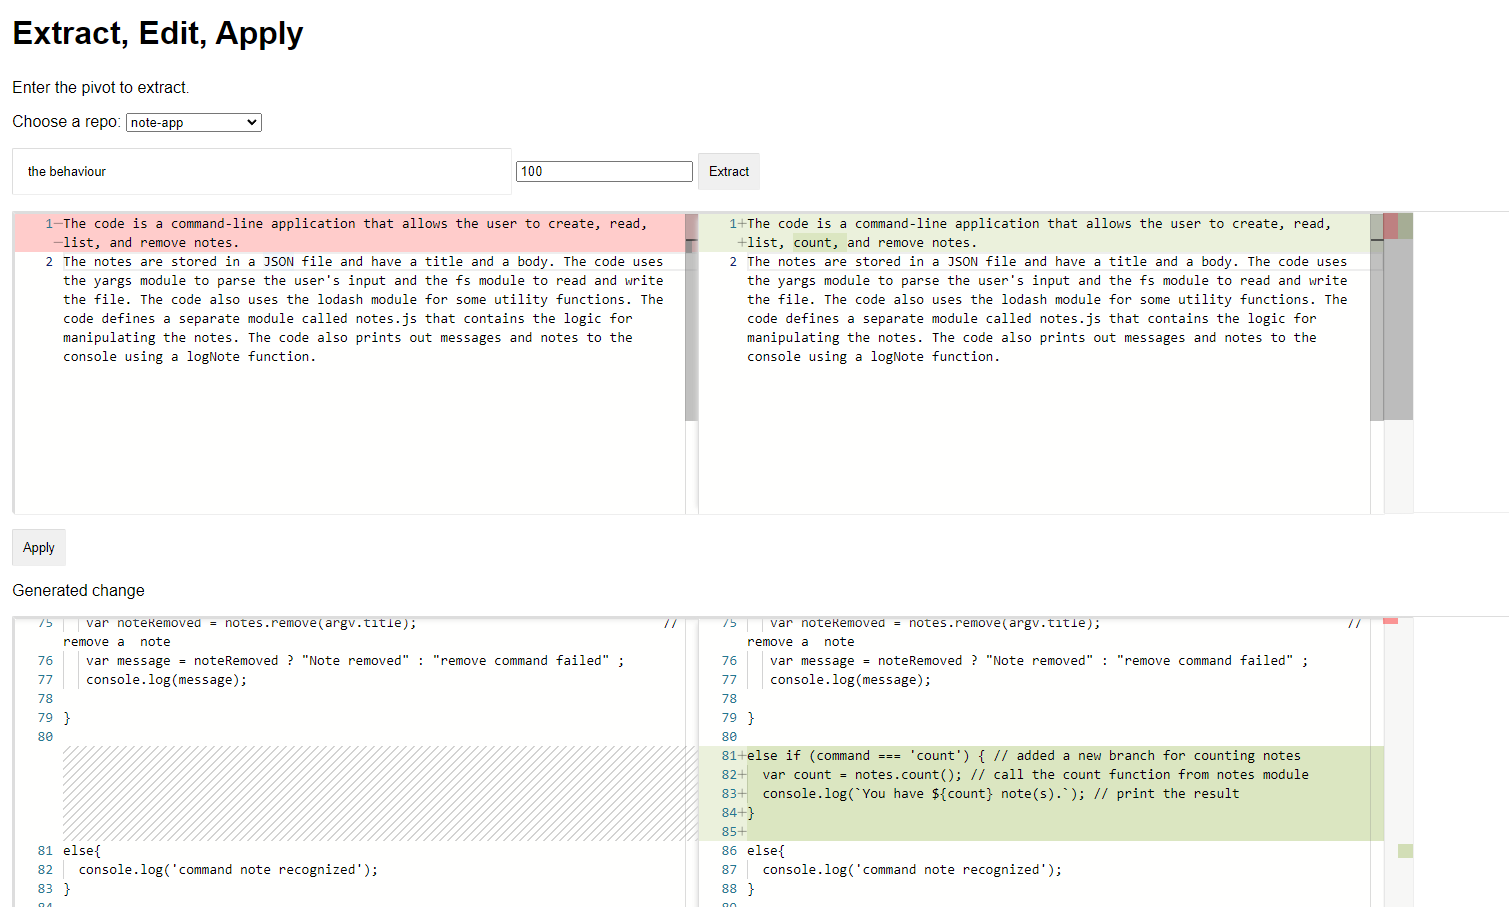 Extract, Edit, Apply
Enter the pivot to extract.
Choose a repo: note-app
the behaviour 100 Extract
1—The code is a command-line application that allows the user to create, read,
—list, and remove notes.
2 The notes are stored in a JSON file and have a title and a body. The code uses
the yargs module to parse the user's input and the fs module to read and write
the file. The code also uses the lodash module for some utility functions. The
code defines a separate module called notes.js that contains the logic for
manipulating the notes. The code also prints out messages and notes to the
console using a logNote function.
1+The code is a command-line application that allows the user to create, read,
+list, count, and remove notes.
2 The notes are stored in a JSON file and have a title and a body. The code uses
the yargs module to parse the user's input and the fs module to read and write
the file. The code also uses the lodash module for some utility functions. The
code defines a separate module called notes.js that contains the logic for
manipulating the notes. The code also prints out messages and notes to the
console using a logNote function.
Apply
Generated change
75 var noteRemoved = notes.remove(argv.title); //
remove a  note
76 var message = noteRemoved ? "Note removed" : "remove command failed" ;
77 console.log(message);
78
79 }
80
81 else{
82 console.log('command note recognized');
83 }
84
75 var noteRemoved = notes.remove(argv.title); //
remove a  note
76 var message = noteRemoved ? "Note removed" : "remove command failed" ;
77 console.log(message);
78
79 }
80
81+else if (command === 'count') { // added a new branch for counting notes
82+ var count = notes.count(); // call the count function from notes module
83+ console.log(`You have ${count} note(s).`); // print the result
84+}
85+
86 else{
87 console.log('command note recognized');
88 }
89